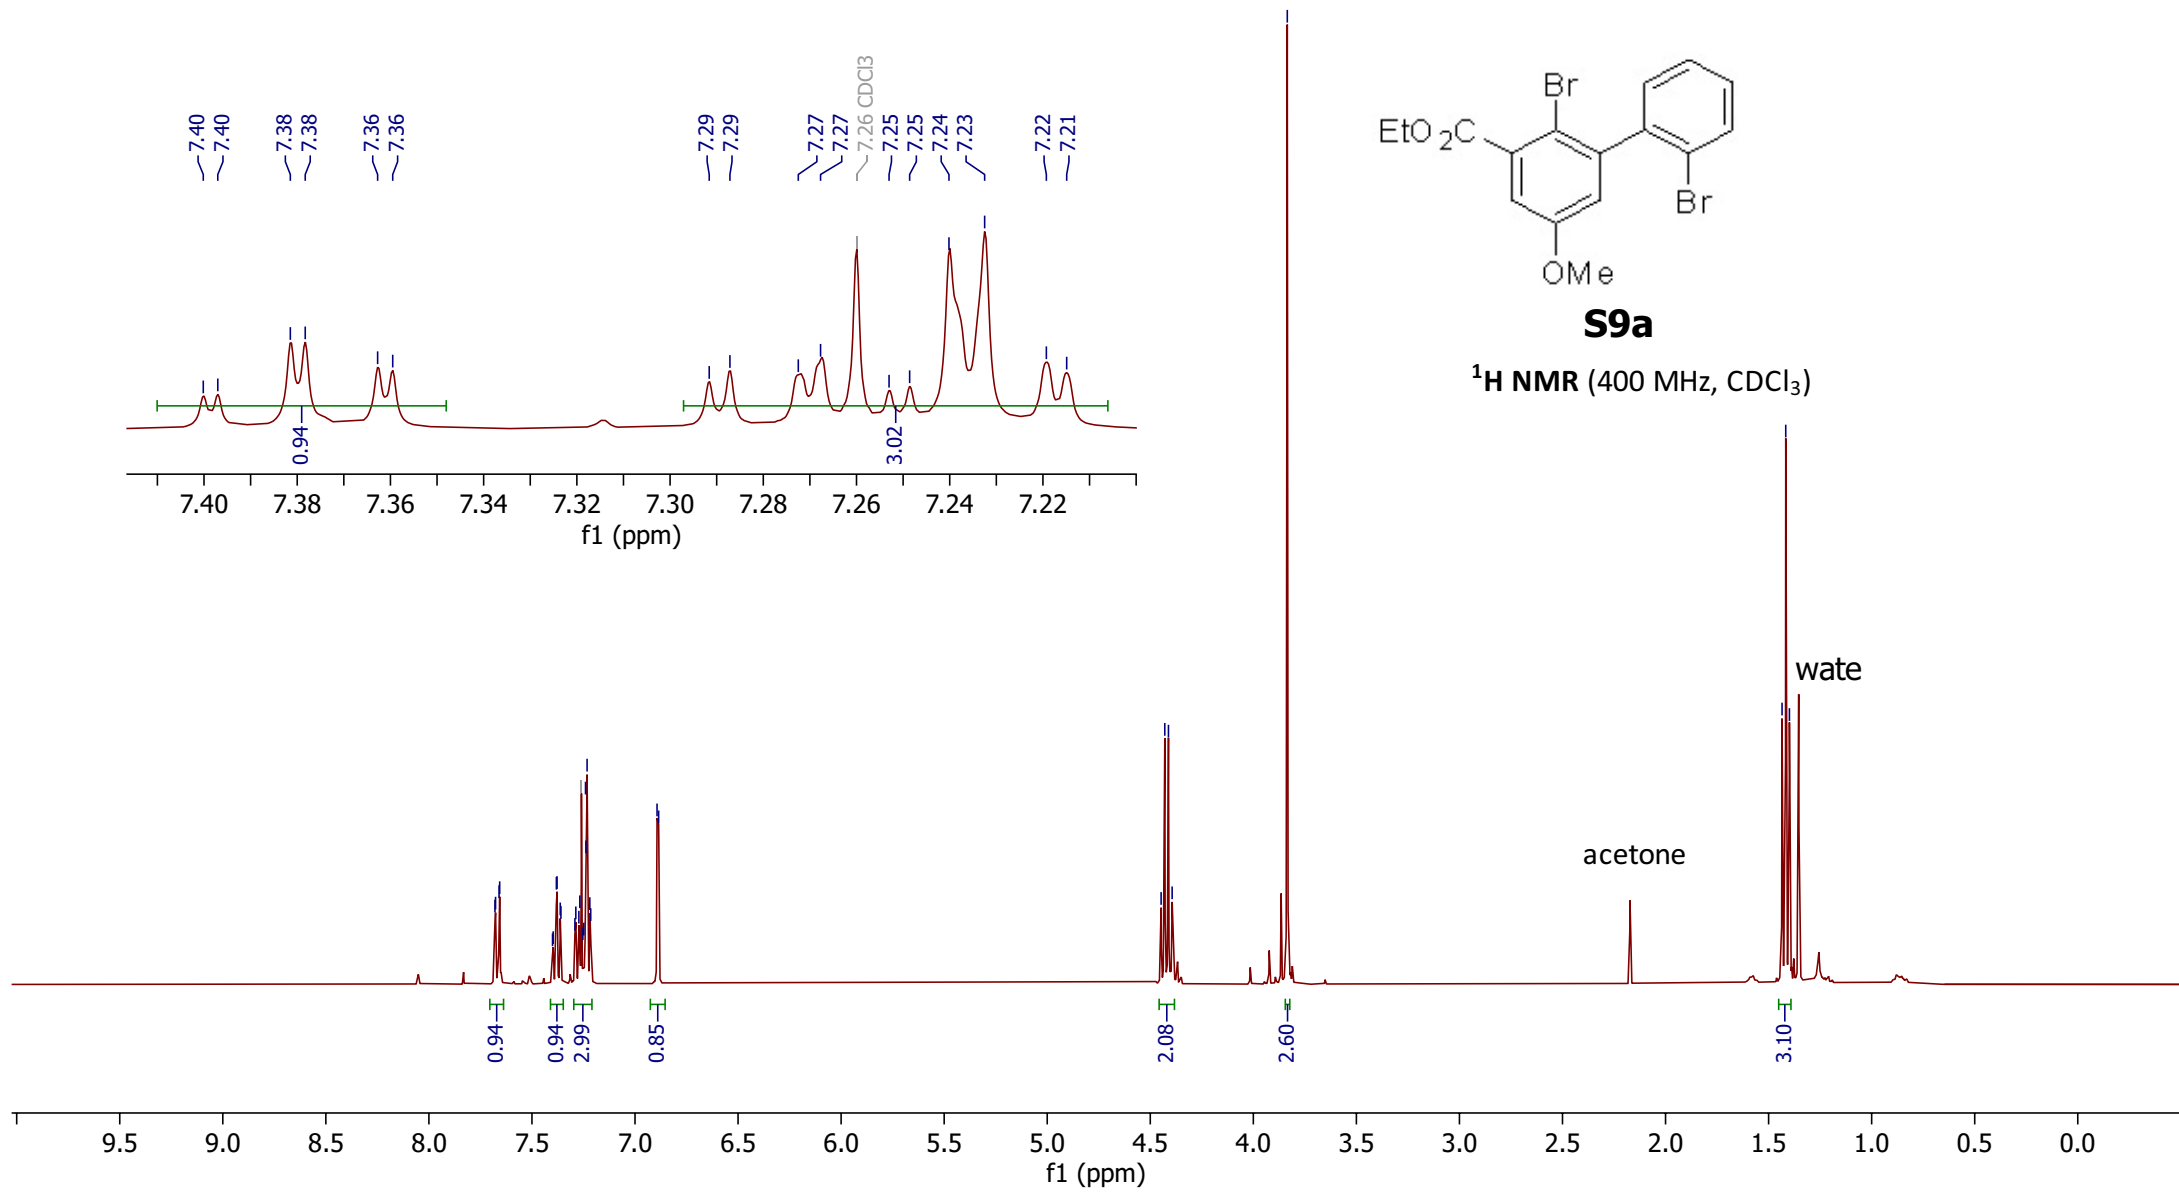 7.40
7.40
7.38
7.38
7.36
7.36
7.29
7.29
7.27
7.27
7.26 CDCl3
7.25
7.25
7.24
7.23
7.22
7.21
Br
EtO2C
Br
OMe
S9a
1H NMR (400 MHz, CDCl3)
0.94
3.02
7.40 7.38 7.36 7.34 7.32 7.30 7.28 7.26 7.24 7.22
f1 (ppm)
wate
acetone
0.94
0.94
2.99
0.85
2.08
2.60
3.10
9.5 9.0 8.5 8.0 7.5 7.0 6.5 6.0 5.5 5.0 4.5 4.0 3.5 3.0 2.5 2.0 1.5 1.0 0.5 0.0
f1 (ppm)